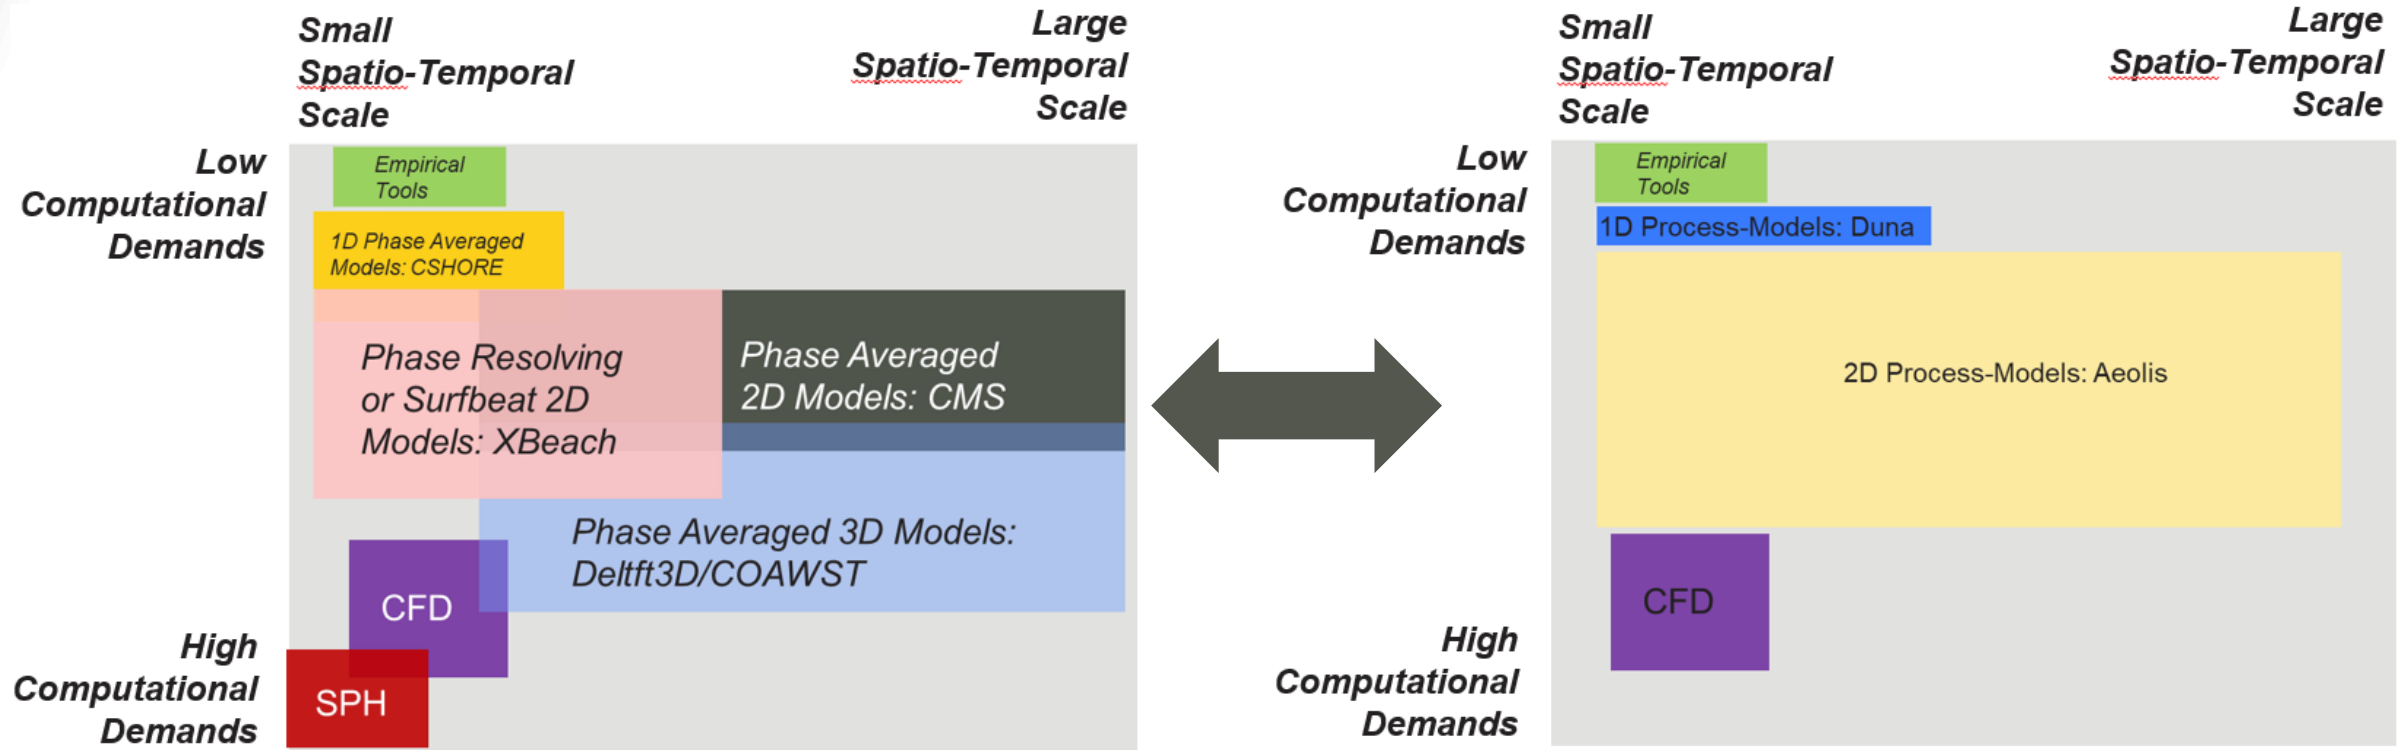 Small
Spatio-Temporal
Scale
Large
Spatio-Temporal
Scale
Low
Computational
Demands
Empirical
Tools
1D Phase Averaged
Models: CSHORE
Phase Resolving
or Surfbeat 2D
Models: XBeach
Phase Averaged
2D Models: CMS
Phase Averaged 3D Models:
Deltft3D/COAWST
CFD
High
Computational
Demands
SPH
Small
Spatio-Temporal
Scale
Large
Spatio-Temporal
Scale
Low
Computational
Demands
Empirical
Tools
1D Process-Models: Duna
2D Process-Models: Aeolis
CFD
High
Computational
Demands